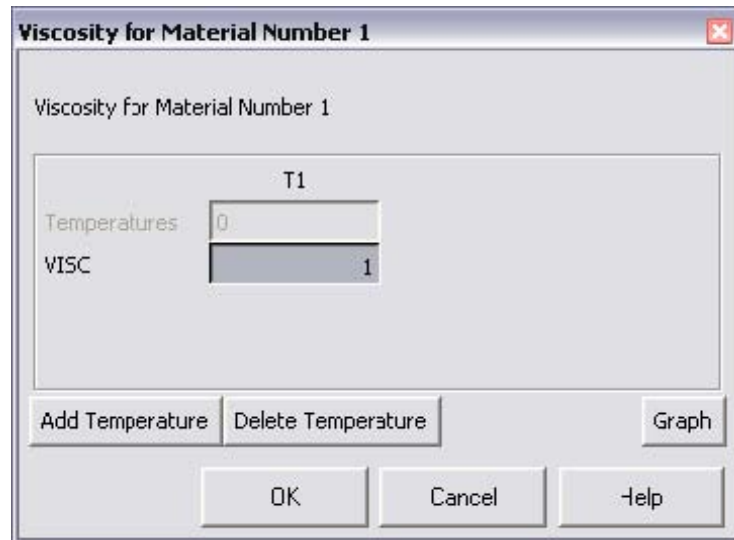 Viscosity for Material Number 1
Viscosity for Material Number 1
T1
Temperatures 0
VISC 1
Add Temperature Delete Temperature Graph
OK Cancel Help